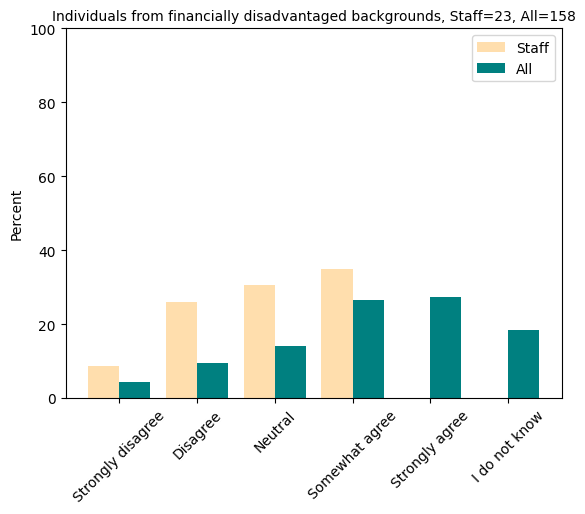 Individuals from financially disadvantaged backgrounds, Staff=23, All=158
Staff
All
100
80
60
40
20
0
Percent
Strongly disagree
Disagree
Neutral
Somewhat agree
Strongly agree
I do not know